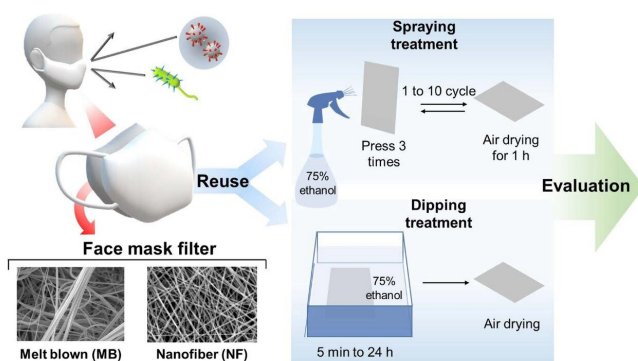 Spraying
treatment
1 to 10 cycle
Press 3
times
Air drying
for 1 h
75%
ethanol
Reuse
Evaluation
Dipping
treatment
75%
ethanol
Air drying
5 min to 24 h
Face mask filter
Melt blown (MB)
Nanofiber (NF)